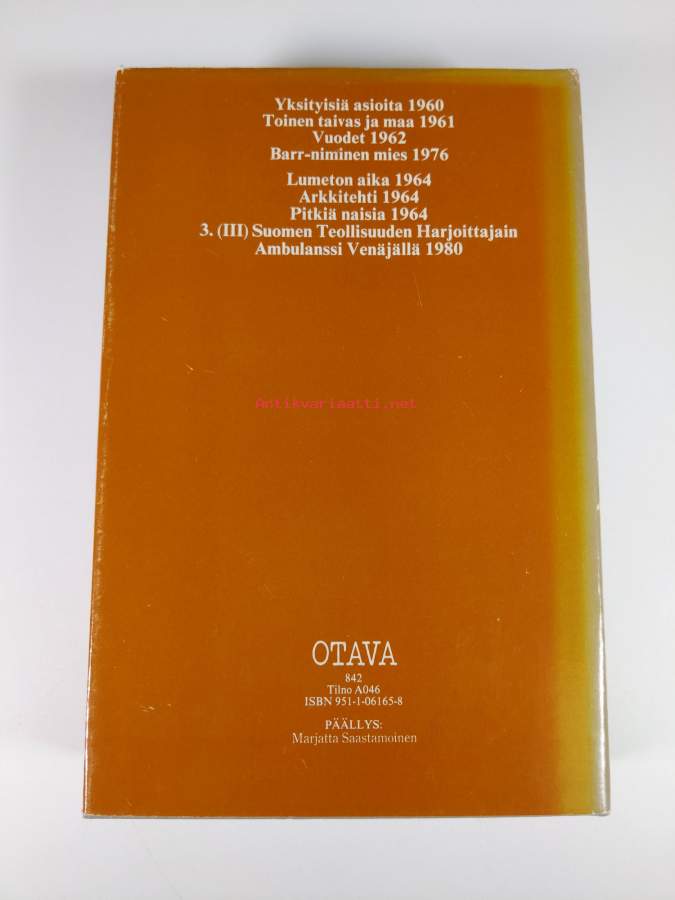 Yksityisiä asioita 1960
Toinen taivas ja maa 1961
Vuodet 1962
Barr-niminen mies 1976
Lumeton aika 1964
Arkkitehti 1964
Pitkiä naisia 1964
3. (III) Suomen Teollisuuden Harjoittajain
Ambulanssi Venäjällä 1980
Antikvariaatti.net
OTAVA
842
Tilno A046
ISBN 951-1-06165-8
PÄÄLLYS:
Marjatta Saastamoinen